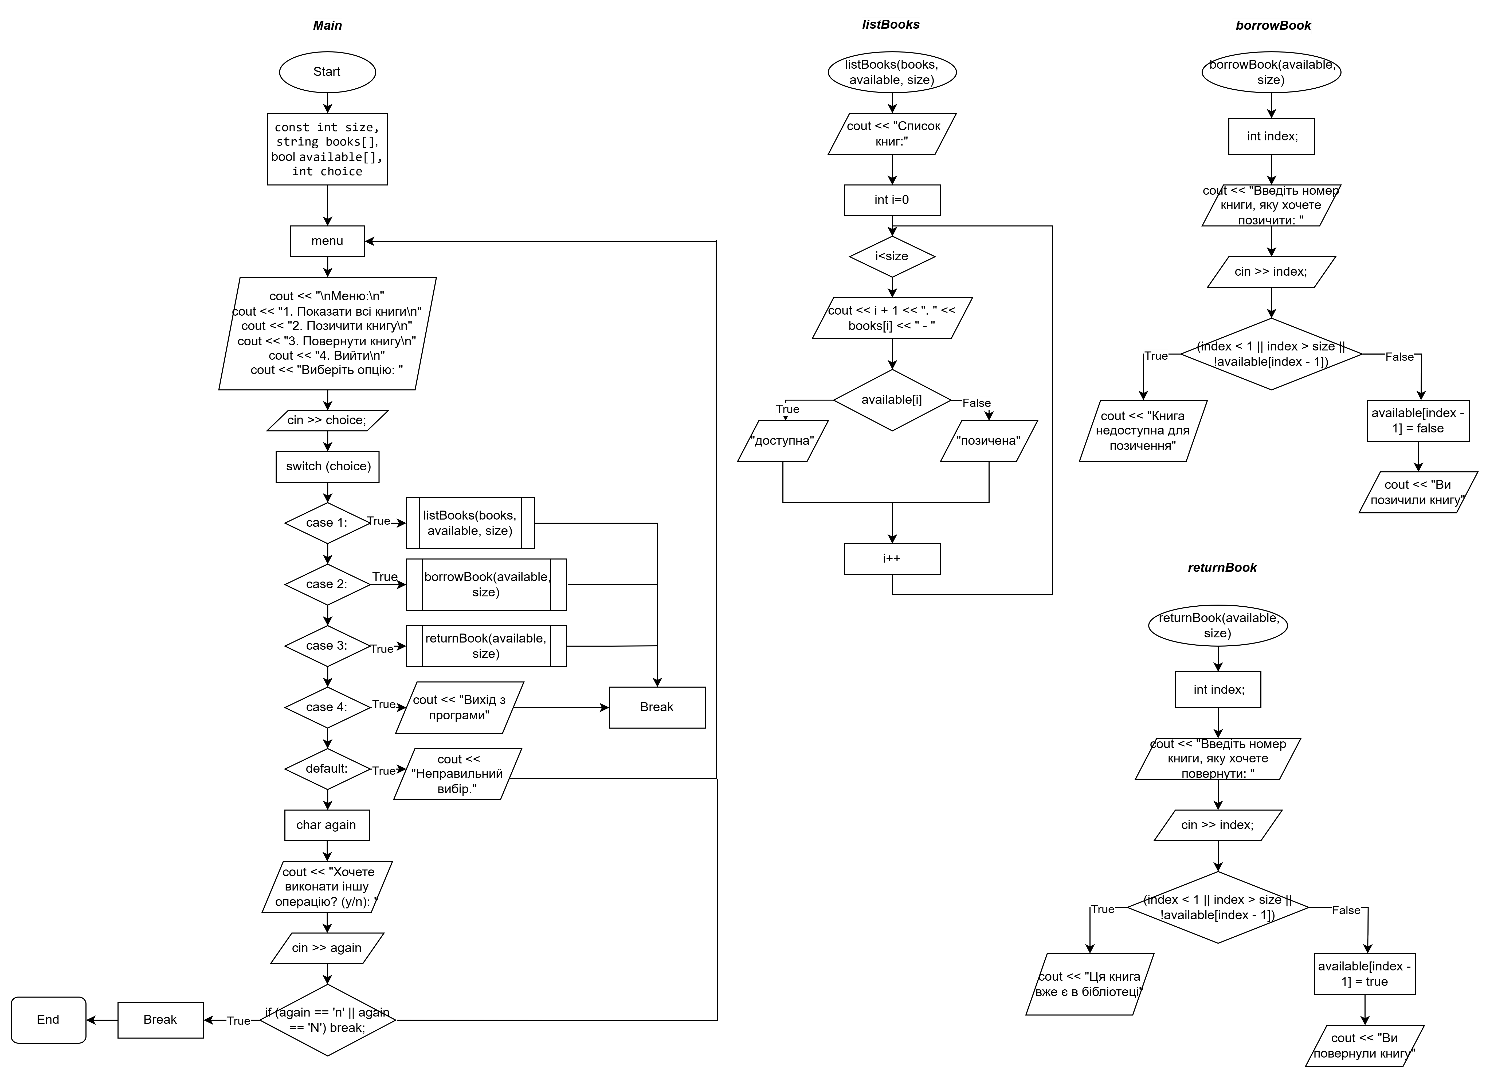 Main
Start
const int size,
string books[],
bool available[],
int choice
menu
cout << "\nМеню:\n"
cout << "1. Показати всі книги\n"
cout << "2. Позичити книгу\n"
cout << "3. Повернути книгу\n"
cout << "4. Вийти\n"
cout << "Виберіть опцію: "
cin >> choice;
switch (choice)
case 1:
True
listBooks(books,
available, size)
case 2:
True
borrowBook(available,
size)
case 3:
True
returnBook(available,
size)
case 4:
True
cout << "Вихід з
програми"
Break
default:
True
cout <<
"Неправильний
вибір."
char again
cout << "Хочете
виконати іншу
операцію? (y/n): "
cin >> again
if (again == 'n' || again
== 'N') break;
True
Break
End
listBooks
listBooks(books,
available, size)
cout << "Список
книг:"
int i=0
i<size
cout << i + 1 << ". " <<
books[i] << " - "
available[i]
True
False
"доступна"
"позичена"
i++
borrowBook
borrowBook(available,
size)
int index;
cout << "Введіть номер
книги, яку хочете
позичити: "
cin >> index;
(index < 1 || index > size ||
!available[index - 1])
True
False
cout << "Книга
недоступна для
позичення"
available[index -
1] = false
cout << "Ви
позичили книгу"
returnBook
returnBook(available,
size)
int index;
cout << "Введіть номер
книги, яку хочете
повернути: "
cin >> index;
(index < 1 || index > size ||
!available[index - 1])
True
False
cout << "Ця книга
вже є в бібліотеці"
available[index -
1] = true
cout << "Ви
повернули книгу"